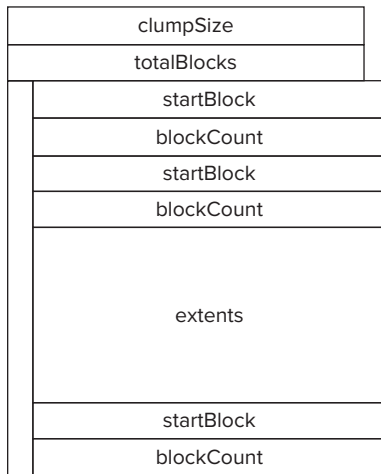 clumpSize
totalBlocks
startBlock
blockCount
startBlock
blockCount
extents
startBlock
blockCount